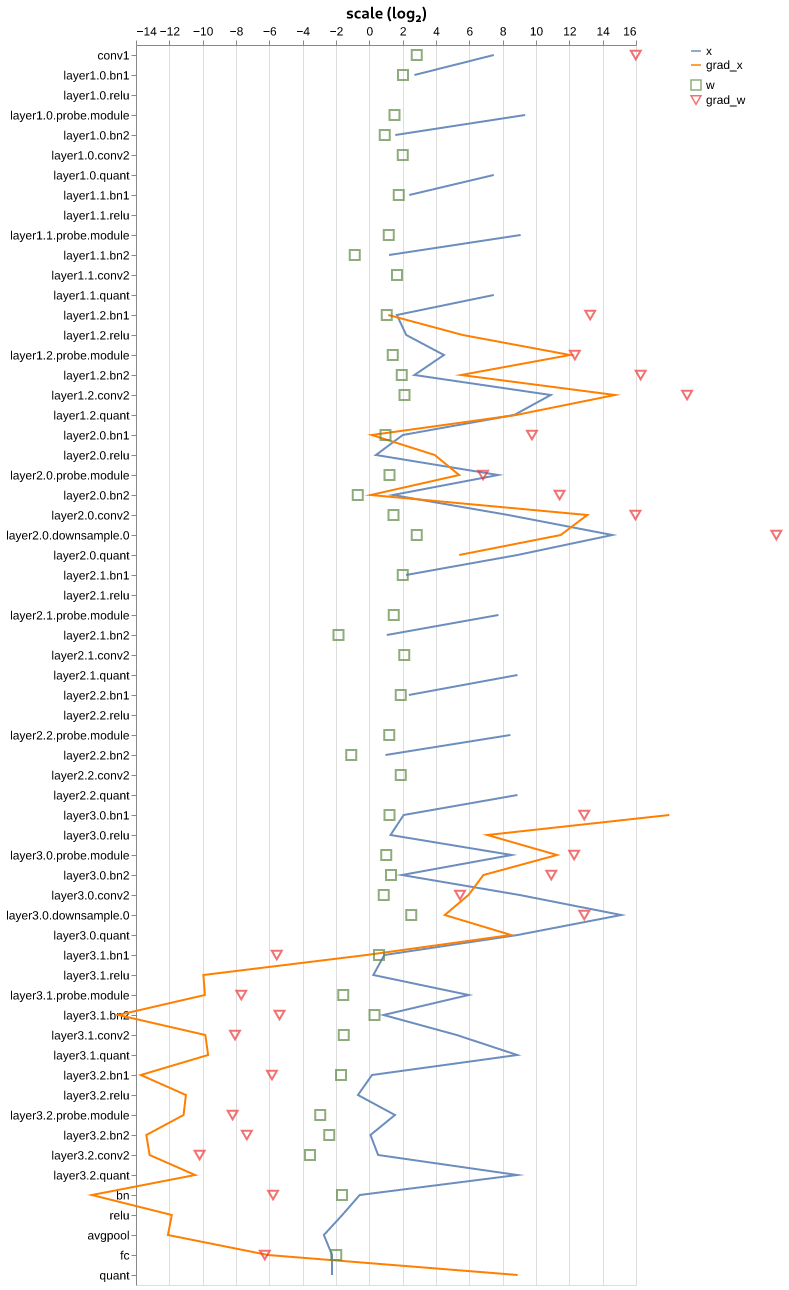 scale (log₂)
−14 −12 −10 −8 −6 −4 −2 0 2 4 6 8 10 12 14 16
conv1
layer1.0.bn1
layer1.0.relu
layer1.0.probe.module
layer1.0.bn2
layer1.0.conv2
layer1.0.quant
layer1.1.bn1
layer1.1.relu
layer1.1.probe.module
layer1.1.bn2
layer1.1.conv2
layer1.1.quant
layer1.2.bn1
layer1.2.relu
layer1.2.probe.module
layer1.2.bn2
layer1.2.conv2
layer1.2.quant
layer2.0.bn1
layer2.0.relu
layer2.0.probe.module
layer2.0.bn2
layer2.0.conv2
layer2.0.downsample.0
layer2.0.quant
layer2.1.bn1
layer2.1.relu
layer2.1.probe.module
layer2.1.bn2
layer2.1.conv2
layer2.1.quant
layer2.2.bn1
layer2.2.relu
layer2.2.probe.module
layer2.2.bn2
layer2.2.conv2
layer2.2.quant
layer3.0.bn1
layer3.0.relu
layer3.0.probe.module
layer3.0.bn2
layer3.0.conv2
layer3.0.downsample.0
layer3.0.quant
layer3.1.bn1
layer3.1.relu
layer3.1.probe.module
layer3.1.bn2
layer3.1.conv2
layer3.1.quant
layer3.2.bn1
layer3.2.relu
layer3.2.probe.module
layer3.2.bn2
layer3.2.conv2
layer3.2.quant
bn
relu
avgpool
fc
quant
x
grad_x
w
grad_w